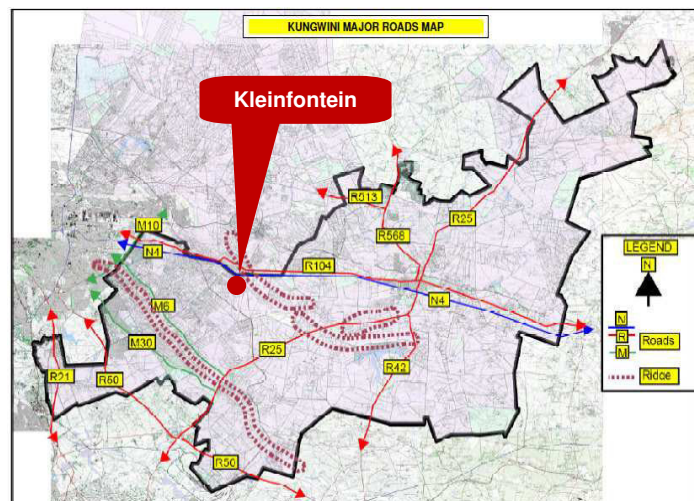 KUNGWINI MAJOR ROADS MAP
Kleinfontein
R513
M10
R25
R568
N4
R104
LEGEND
N
N4
M6
N
R
Roads
M
R25
M30
R42
R21
R50
Ridge
R50